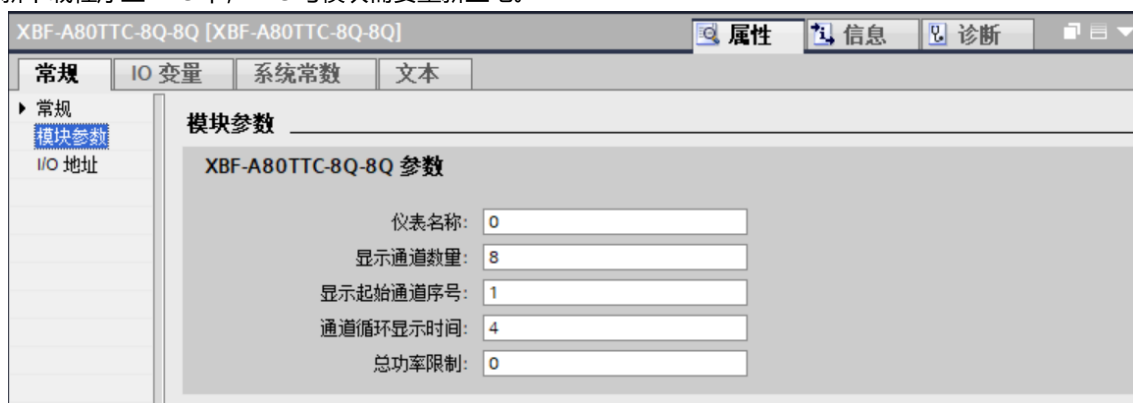 XBF-A80TTC-8Q-8Q [XBF-A80TTC-8Q-8Q]
属性 信息 诊断
常规 IO 变量 系统常数 文本
常规
模块参数
I/O 地址
模块参数
XBF-A80TTC-8Q-8Q 参数
仪表名称: 0
显示通道数量: 8
显示起始通道序号: 1
通道循环显示时间: 4
总功率限制: 0